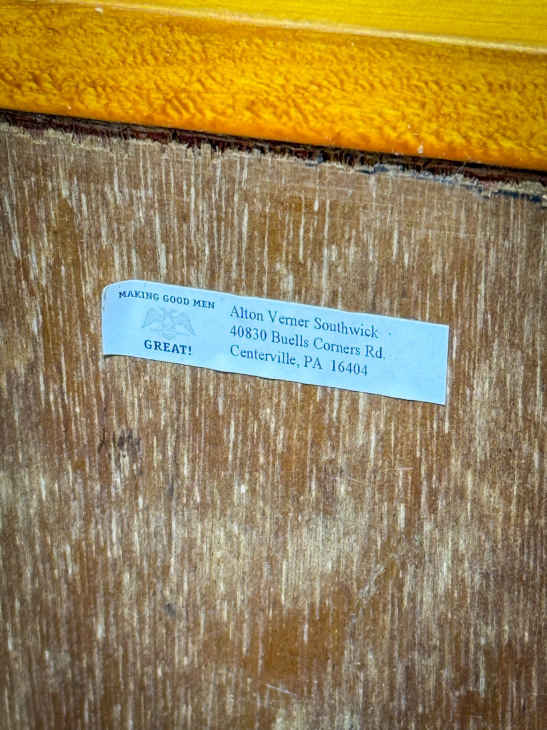 MAKING GOOD MEN
GREAT!
Alton Verner Southwick
40830 Buells Corners Rd.
Centerville, PA 16404